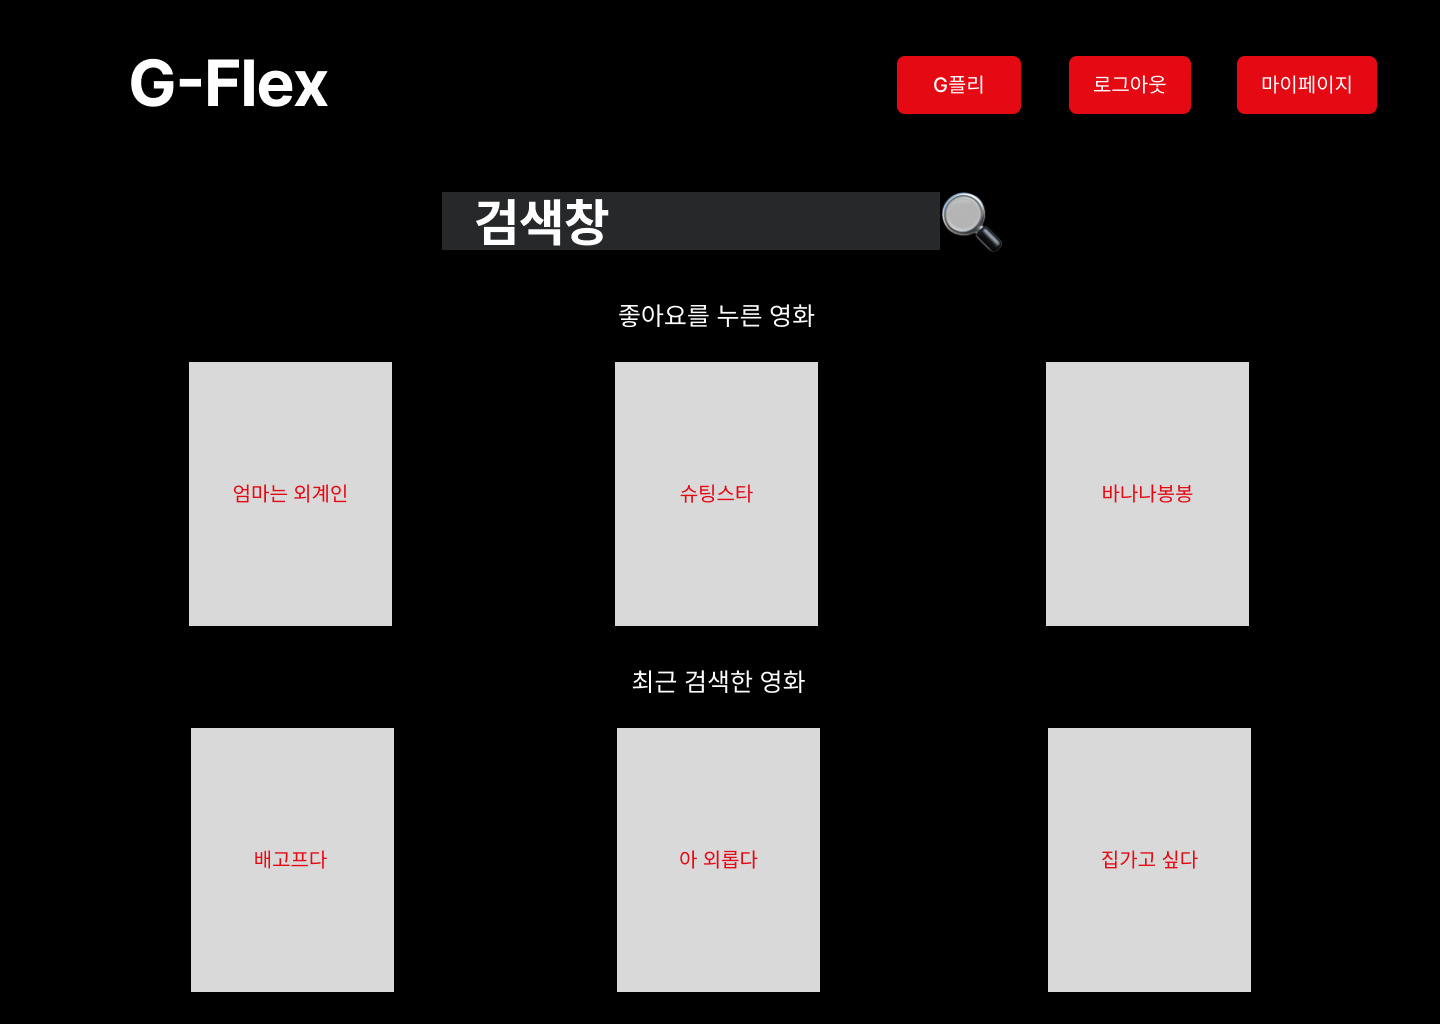 G-Flex
G플리
로그아웃
마이페이지
검색창
좋아요를 누른 영화
엄마는 외계인
슈팅스타
바나나봉봉
최근 검색한 영화
배고프다
아 외롭다
집가고 싶다